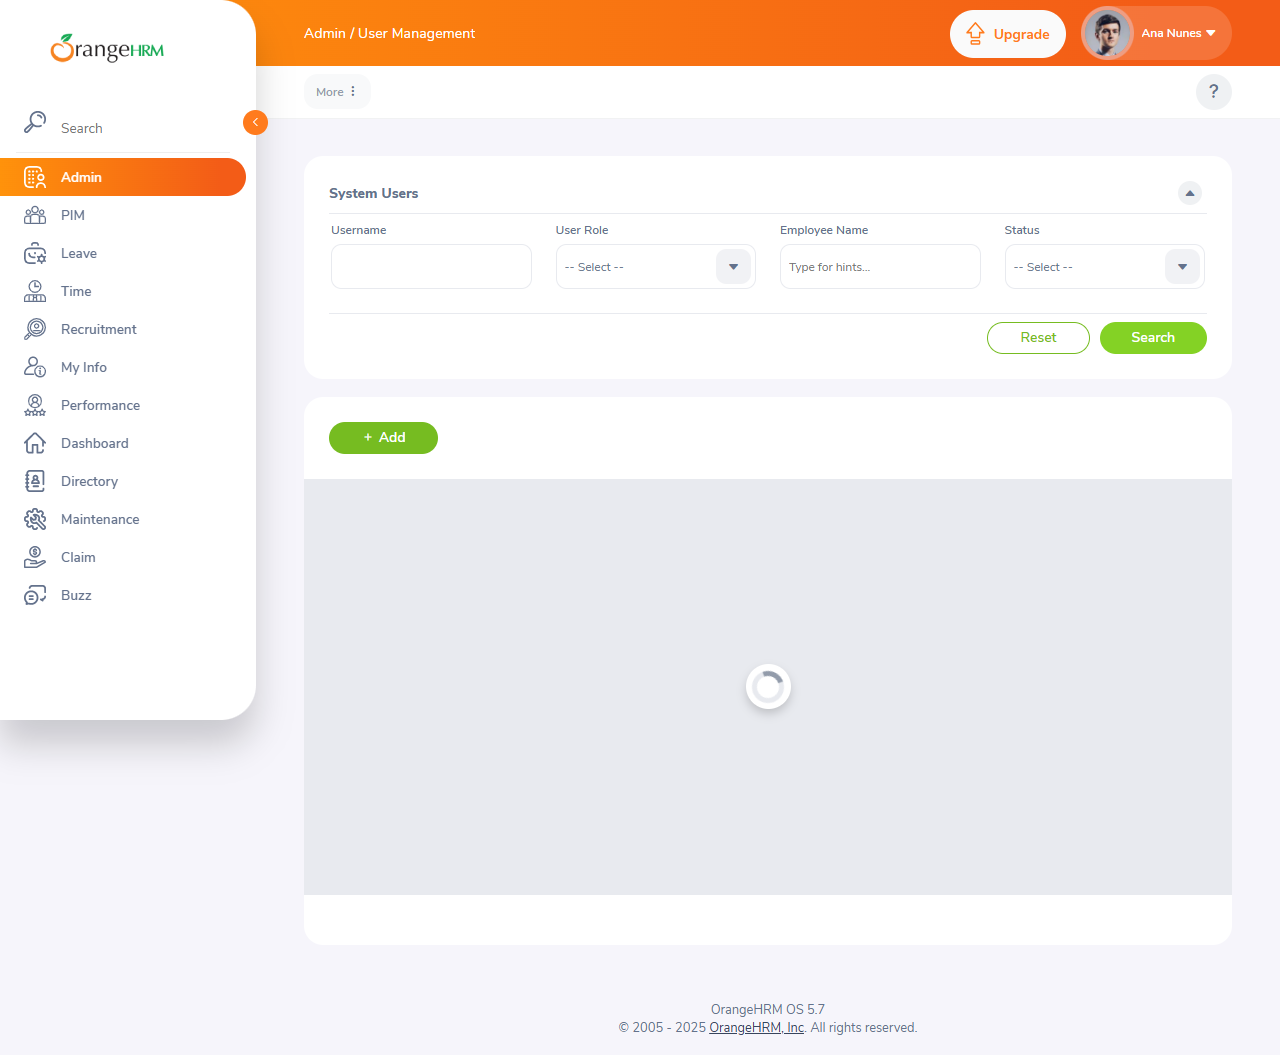 OrangeHRM
Admin / User Management
Upgrade
Ana Nunes
Search
More
?
Admin
PIM
Leave
Time
Recruitment
My Info
Performance
Dashboard
Directory
Maintenance
Claim
Buzz
System Users
Username
User Role
Employee Name
Status
-- Select --
Type for hints...
-- Select --
Reset
Search
+ Add
OrangeHRM OS 5.7
© 2005 - 2025 OrangeHRM, Inc. All rights reserved.